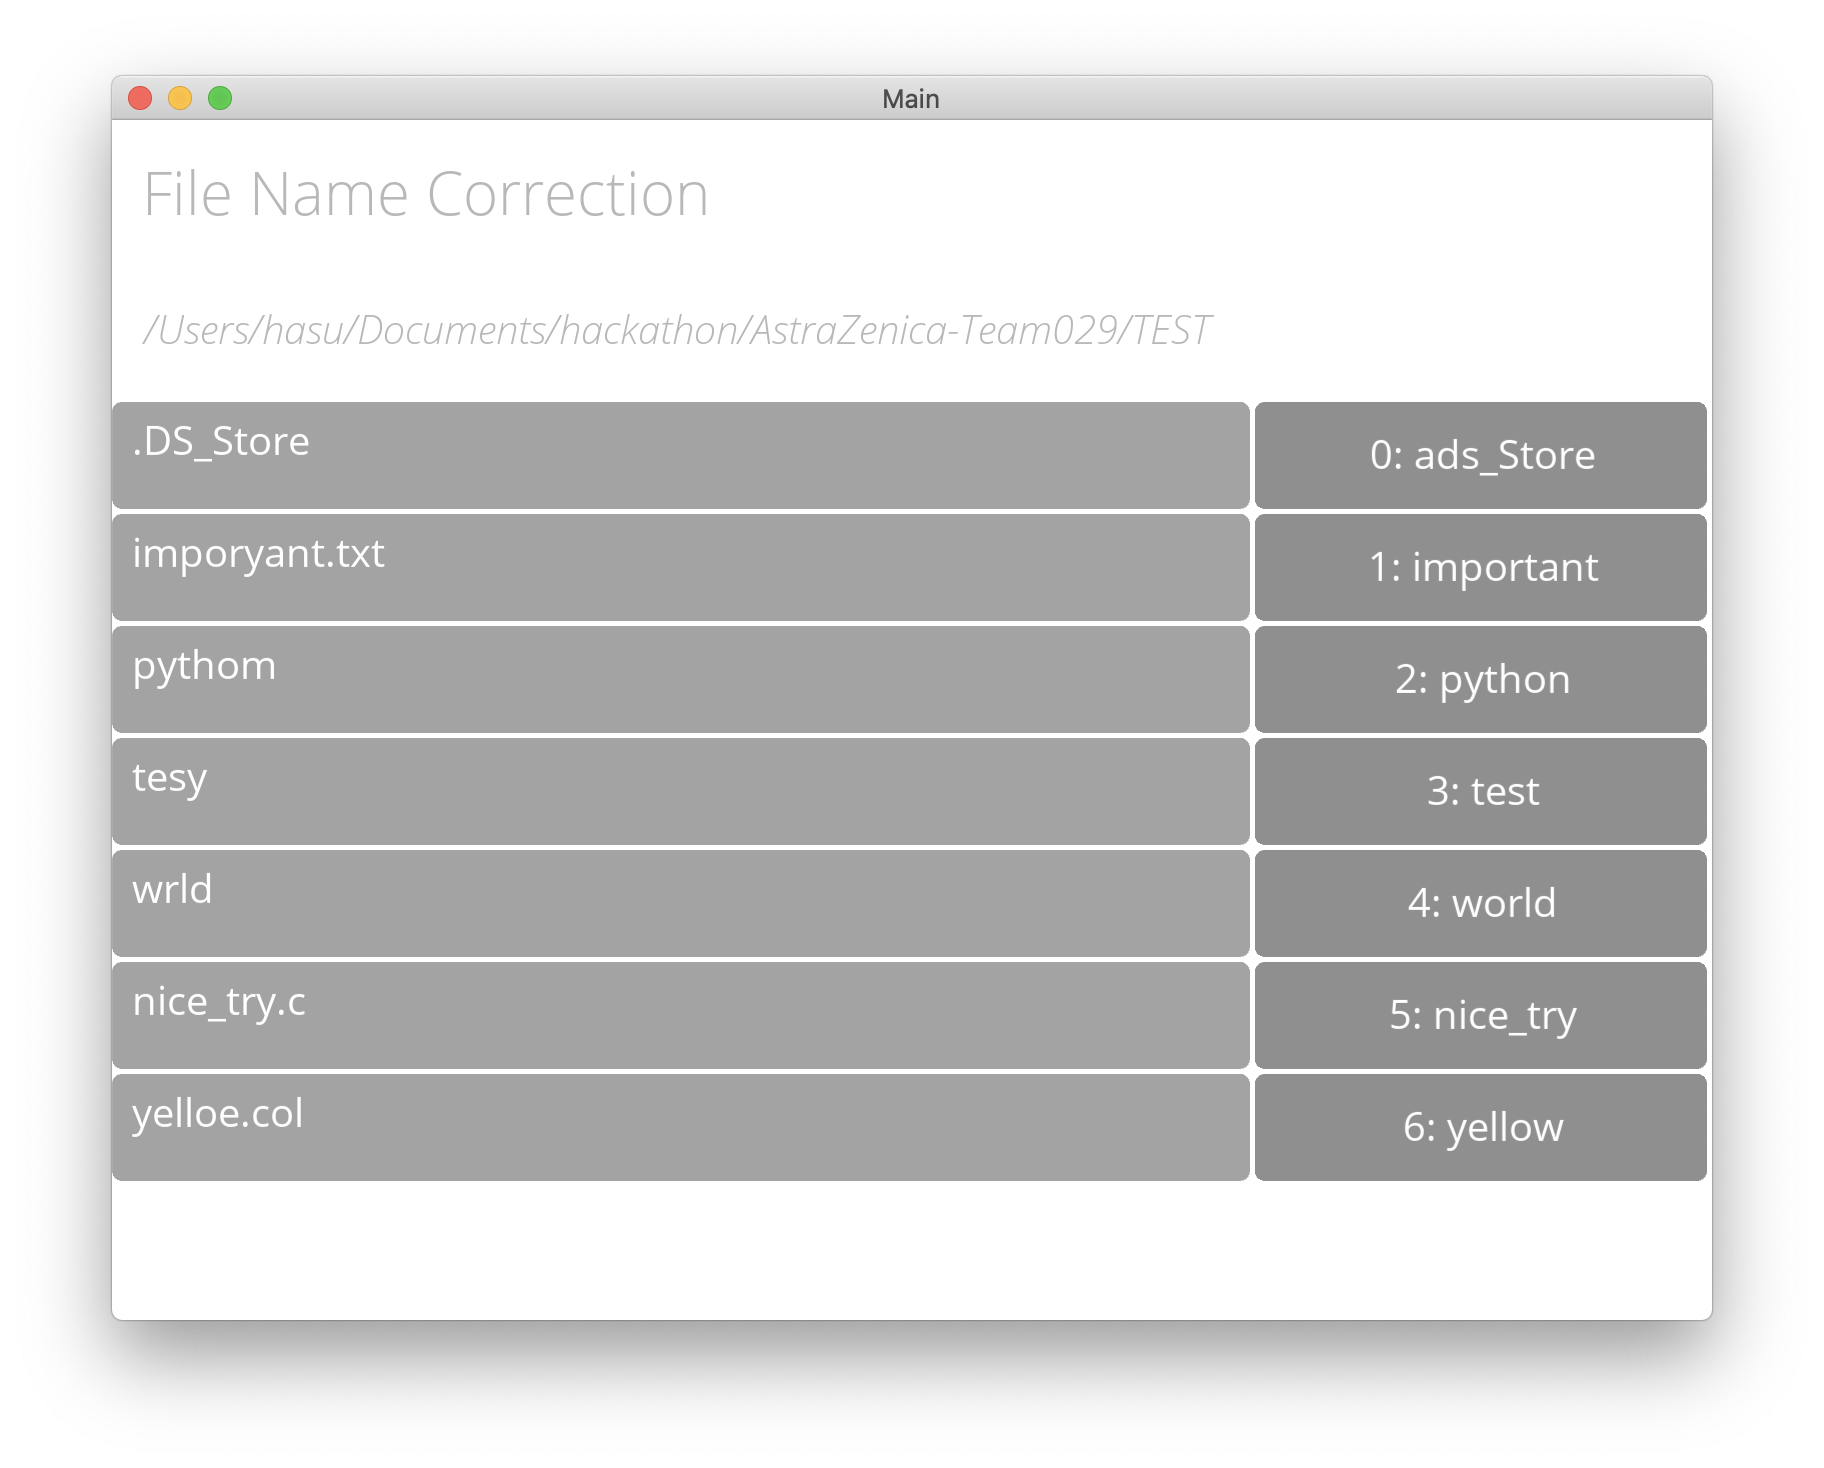 Main
File Name Correction
/Users/hasu/Documents/hackathon/AstraZenica-Team029/TEST
.DS_Store
0: ads_Store
imporyant.txt
1: important
pythom
2: python
tesy
3: test
wrld
4: world
nice_try.c
5: nice_try
yelloe.col
6: yellow